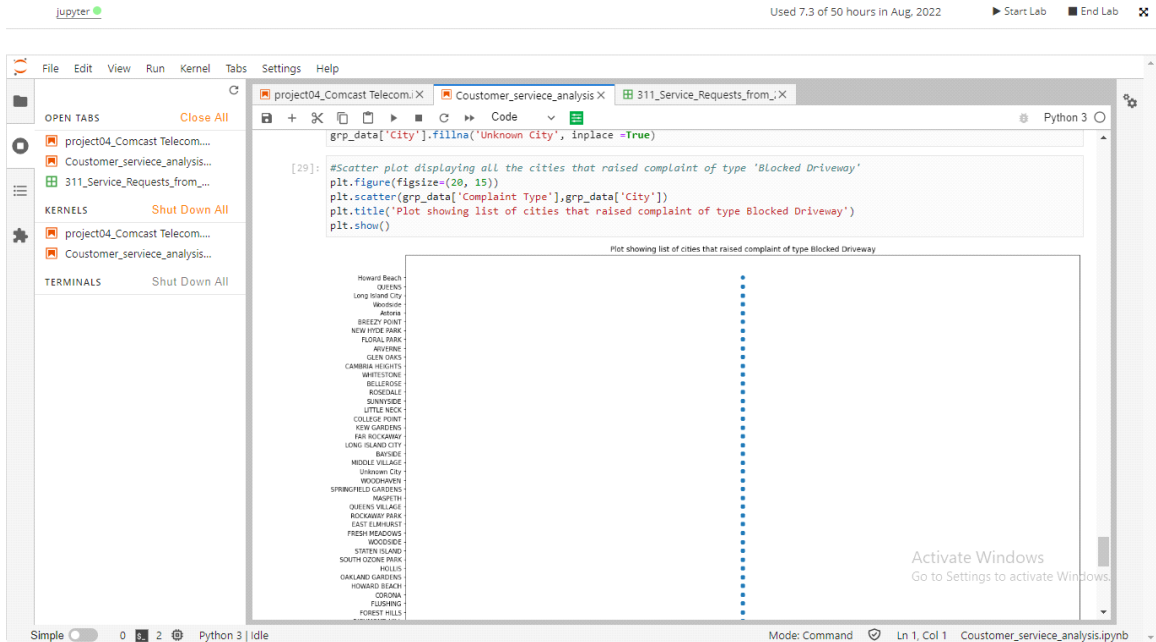 jupyter
Used 7.3 of 50 hours in Aug, 2022
Start Lab
End Lab
File Edit View Run Kernel Tabs Settings Help
project04_Comcast Telecom.i
Coustomer_serviece_analysis
311_Service_Requests_from_
OPEN TABS Close All
project04_Comcast Telecom....
Coustomer_serviece_analysis...
311_Service_Requests_from_...
KERNELS Shut Down All
project04_Comcast Telecom....
Coustomer_serviece_analysis...
TERMINALS Shut Down All
Code
Python 3
grp_data['City'].fillna('Unknown City', inplace =True)
[29]: #Scatter plot displaying all the cities that raised complaint of type 'Blocked Driveway'
plt.figure(figsize=(20, 15))
plt.scatter(grp_data['Complaint Type'],grp_data['City'])
plt.title('Plot showing list of cities that raised complaint of type Blocked Driveway')
plt.show()
Plot showing list of cities that raised complaint of type Blocked Driveway
Howard Beach
QUEENS
Long Island City
Woodside
Astoria
BREEZY POINT
NEW HYDE PARK
FLORAL PARK
ARVERNE
GLEN OAKS
CAMBRIA HEIGHTS
WHITESTONE
BELLEROSE
ROSEDALE
SUNNYSIDE
LITTLE NECK
COLLEGE POINT
KEW GARDENS
FAR ROCKAWAY
LONG ISLAND CITY
BAYSIDE
MIDDLE VILLAGE
Unknown City
WOODHAVEN
SPRINGFIELD GARDENS
MASPETH
QUEENS VILLAGE
ROCKAWAY PARK
EAST ELMHURST
FRESH MEADOWS
WOODSIDE
STATEN ISLAND
SOUTH OZONE PARK
HOLLIS
OAKLAND GARDENS
HOWARD BEACH
CORONA
FLUSHING
FOREST HILLS
Activate Windows
Go to Settings to activate Windows.
Simple 0 $_ 2 Python 3 | Idle
Mode: Command Ln 1, Col 1 Coustomer_serviece_analysis.ipynb